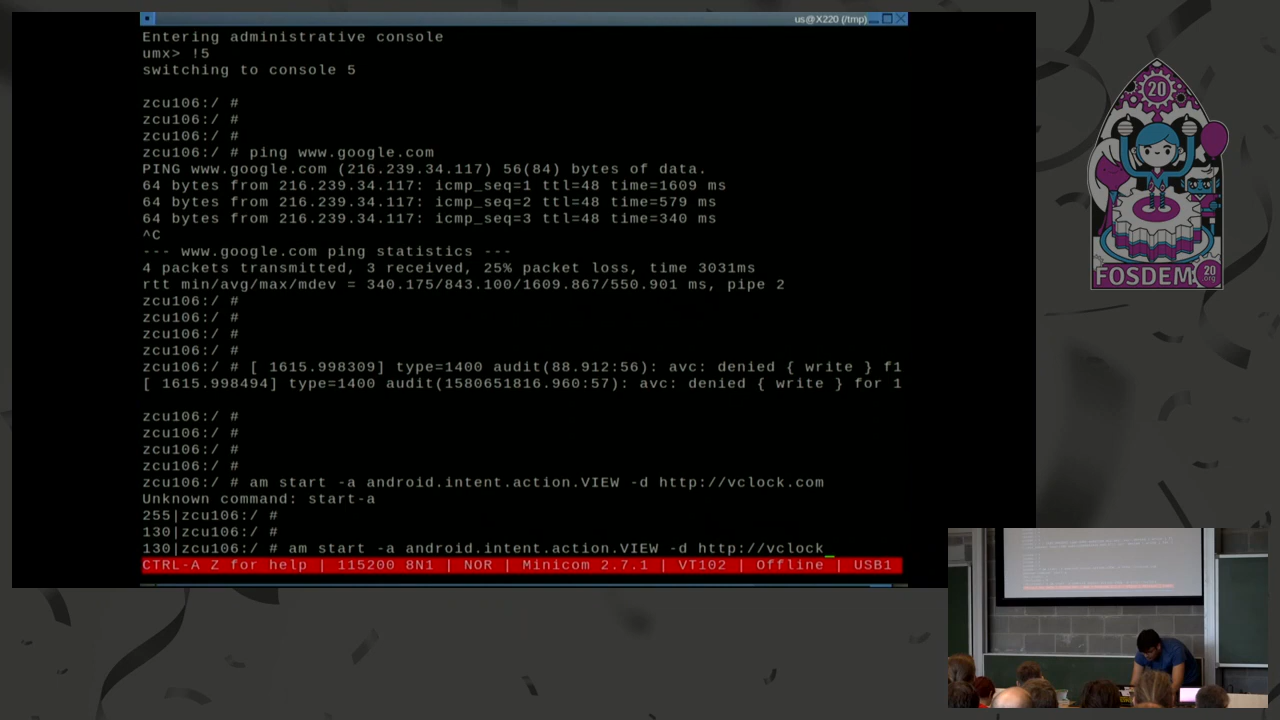 us@X220 (/tmp)
Entering administrative console
umx> !5
switching to console 5
zcu106:/ #
zcu106:/ #
zcu106:/ #
zcu106:/ # ping www.google.com
PING www.google.com (216.239.34.117) 56(84) bytes of data.
64 bytes from 216.239.34.117: icmp_seq=1 ttl=48 time=1609 ms
64 bytes from 216.239.34.117: icmp_seq=2 ttl=48 time=579 ms
64 bytes from 216.239.34.117: icmp_seq=3 ttl=48 time=340 ms
^C
--- www.google.com ping statistics ---
4 packets transmitted, 3 received, 25% packet loss, time 3031ms
rtt min/avg/max/mdev = 340.175/843.100/1609.867/550.901 ms, pipe 2
zcu106:/ #
zcu106:/ #
zcu106:/ #
zcu106:/ #
zcu106:/ # [ 1615.998309] type=1400 audit(88.912:56): avc: denied { write } f1
[ 1615.998494] type=1400 audit(1580651816.960:57): avc: denied { write } for 1
zcu106:/ #
zcu106:/ #
zcu106:/ #
zcu106:/ #
zcu106:/ # am start -a android.intent.action.VIEW -d http://vclock.com
Unknown command: start-a
255|zcu106:/ #
130|zcu106:/ #
130|zcu106:/ # am start -a android.intent.action.VIEW -d http://vclock_
CTRL-A Z for help | 115200 8N1 | NOR | Minicom 2.7.1 | VT102 | Offline | USB1
20
FOSDEM
20
.org